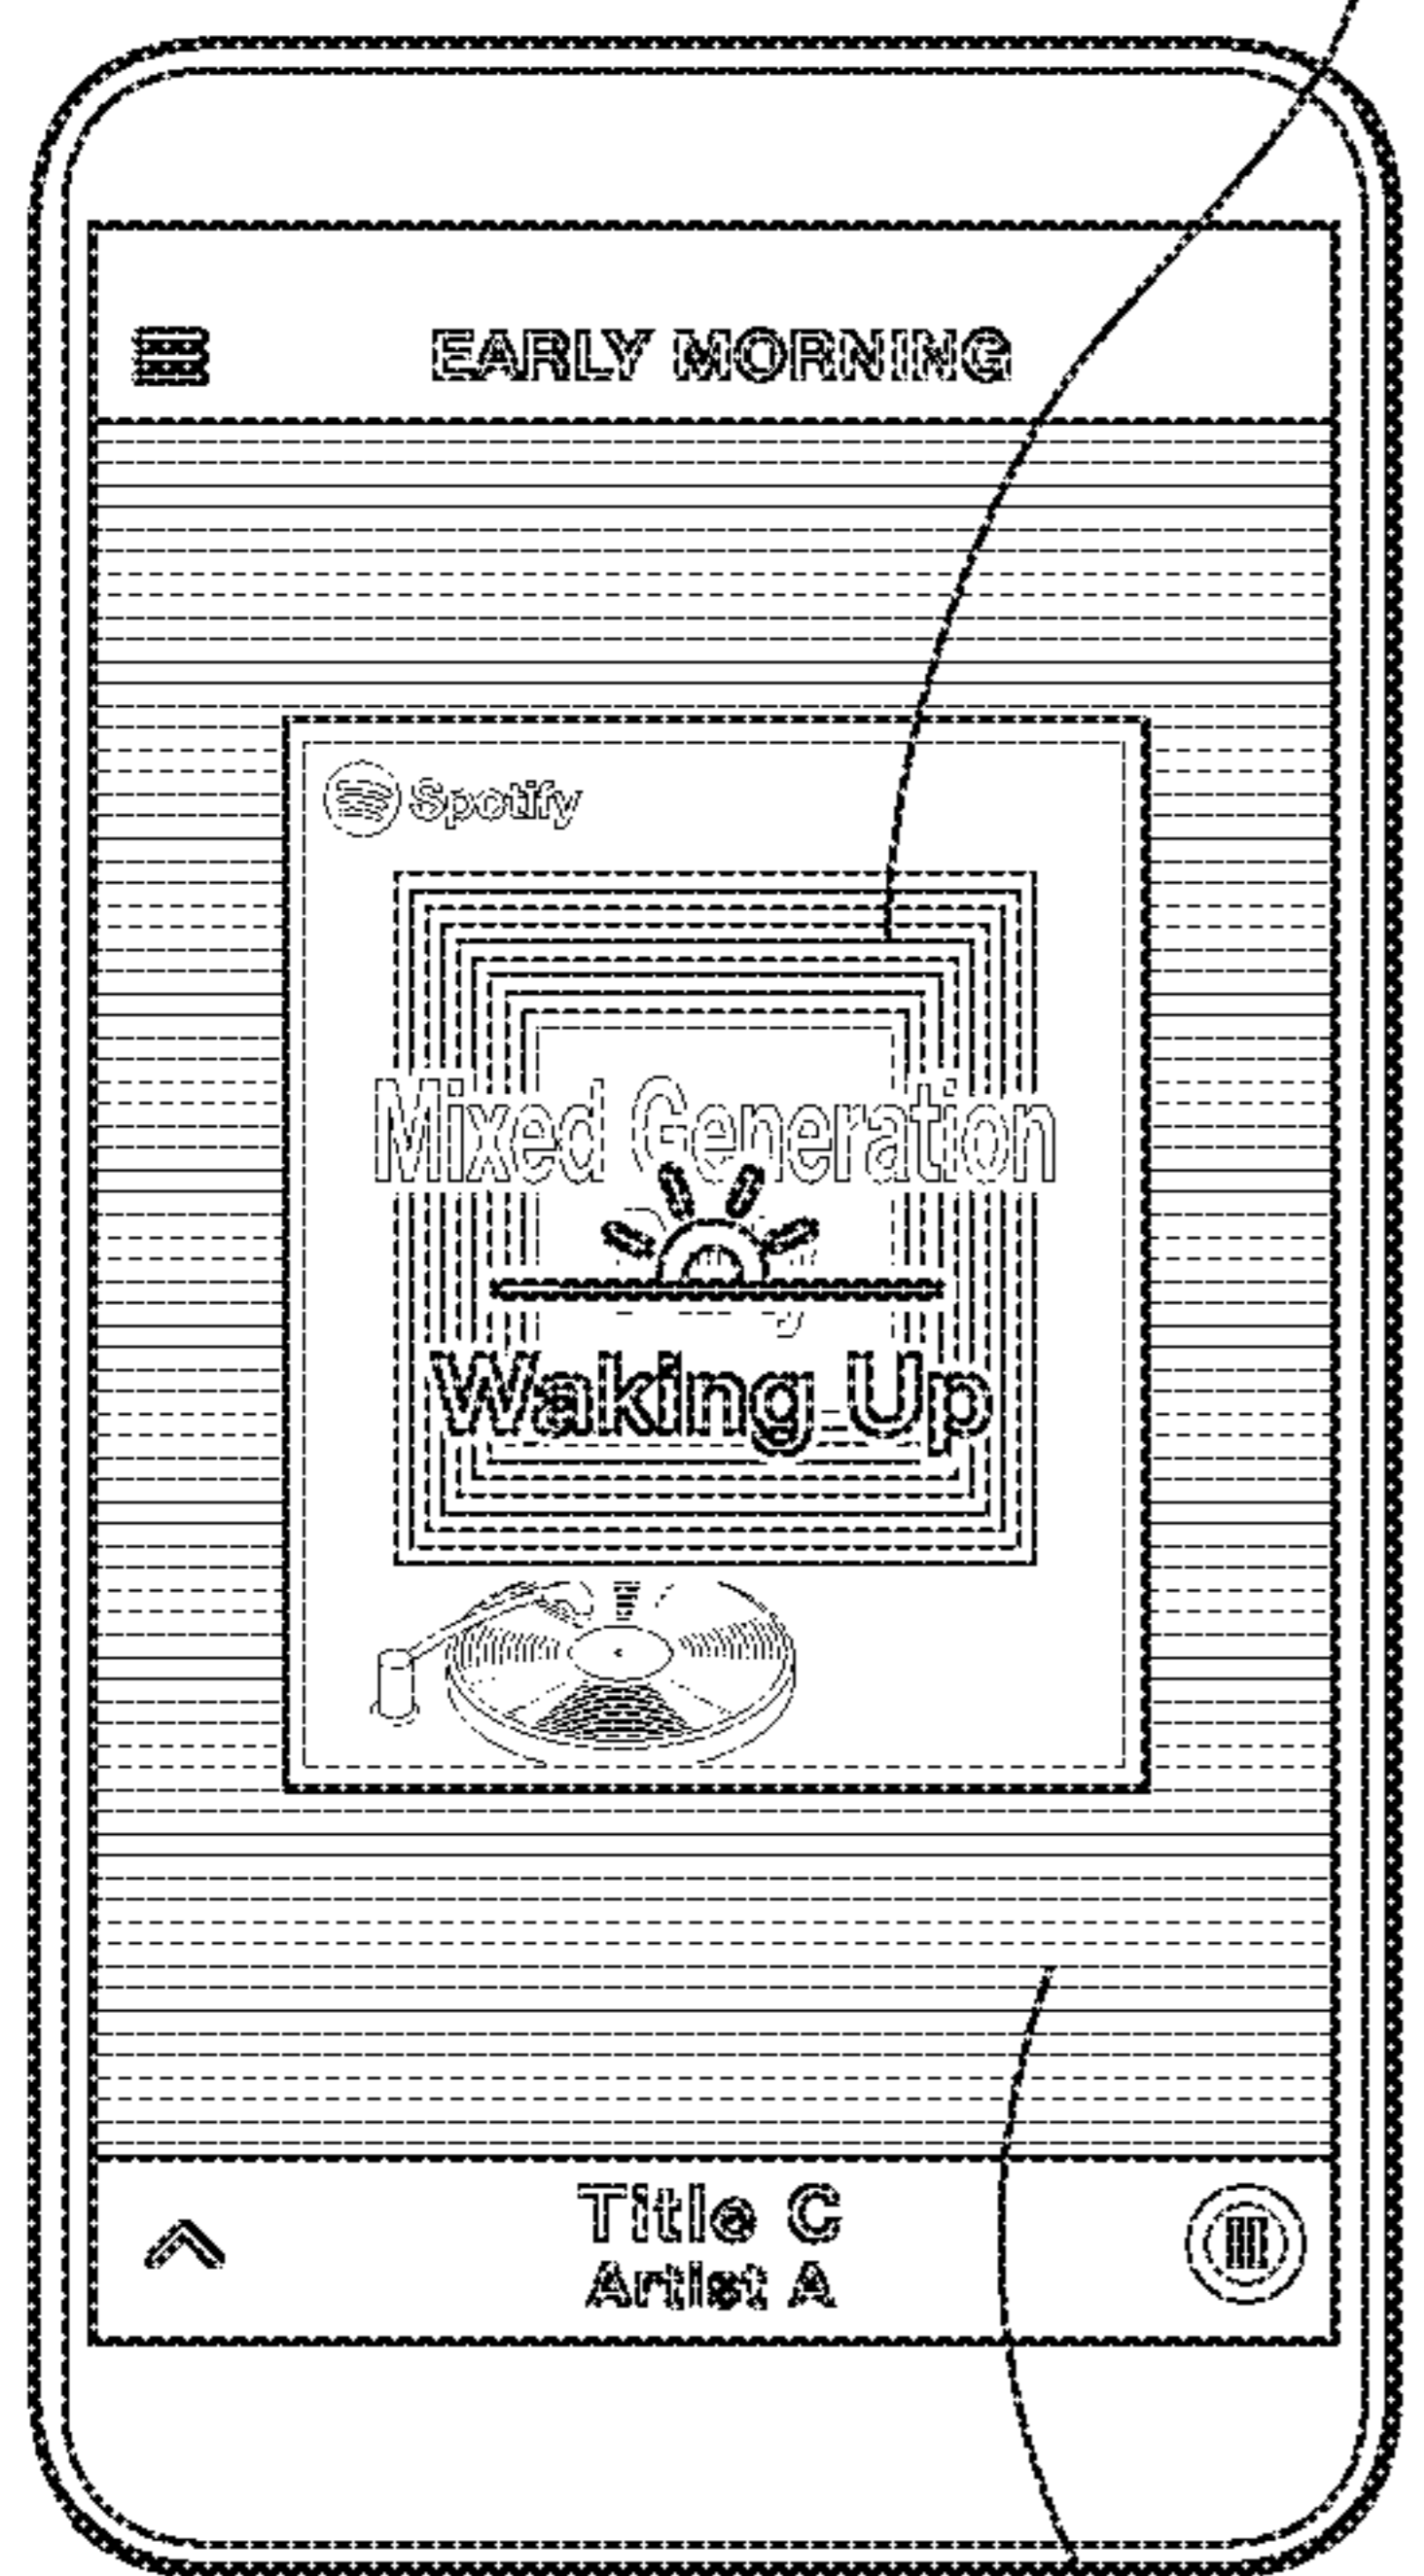 EARLY MORNING
Spotify
Mixed Generation
Waking Up
Title C
Artist A